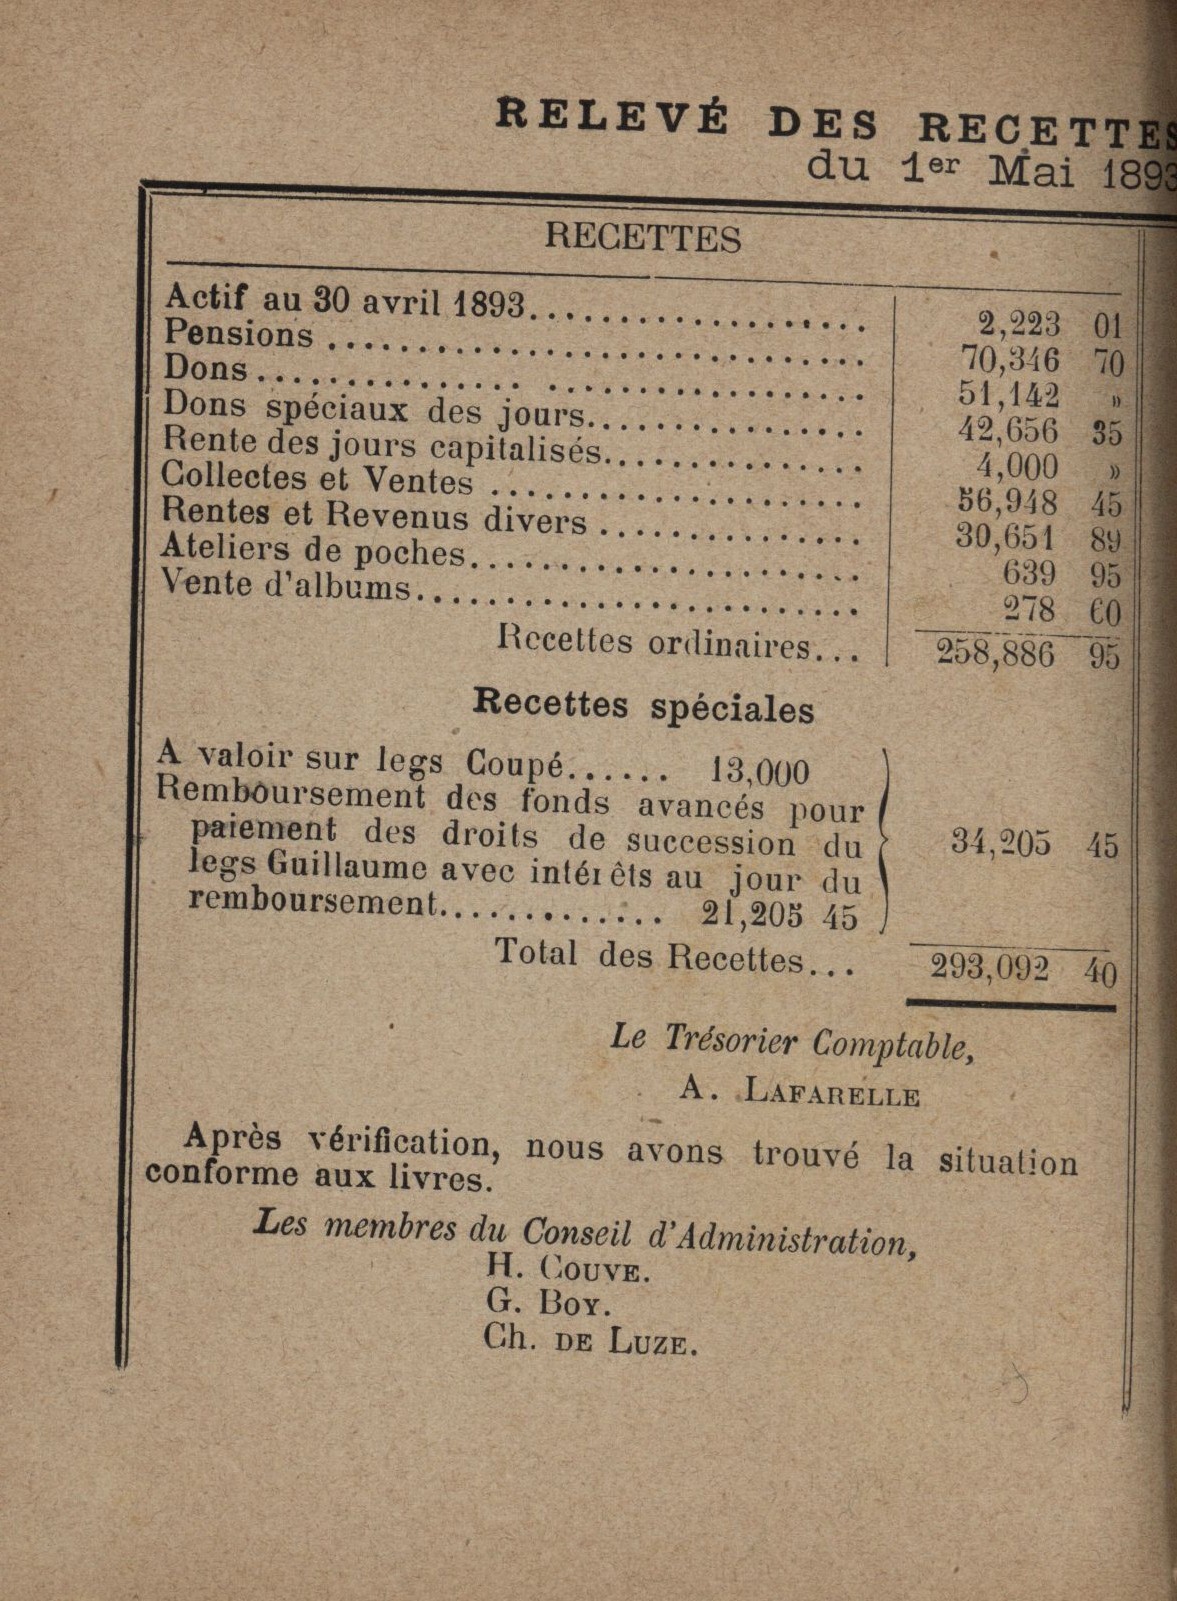 RELEVÉ DES RECETTES
du 1er Mai 1893
RECETTES
Actif au 30 avril 1893.................... 2,223 01
Pensions .............................. 70,346 70
Dons................................. 51,142 »
Dons spéciaux des jours................ 42,656 35
Rente des jours capitalisés............... 4,000 »
Collectes et Ventes ..................... 56,948 45
Rentes et Revenus divers ............... 30,651 89
Ateliers de poches....................... 639 95
Vente d'albums......................... 278 60
Recettes ordinaires... 258,886 95
Recettes spéciales
A valoir sur legs Coupé...... 13,000
Remboursement des fonds avancés pour
paiement des droits de succession du
legs Guillaume avec intérêts au jour du
remboursement............. 21,205 45
34,205 45
Total des Recettes... 293,092 40
Le Trésorier Comptable,
A. LAFARELLE
Après vérification, nous avons trouvé la situation
conforme aux livres.
Les membres du Conseil d'Administration,
H. COUVE.
G. BOY.
Ch. DE LUZE.